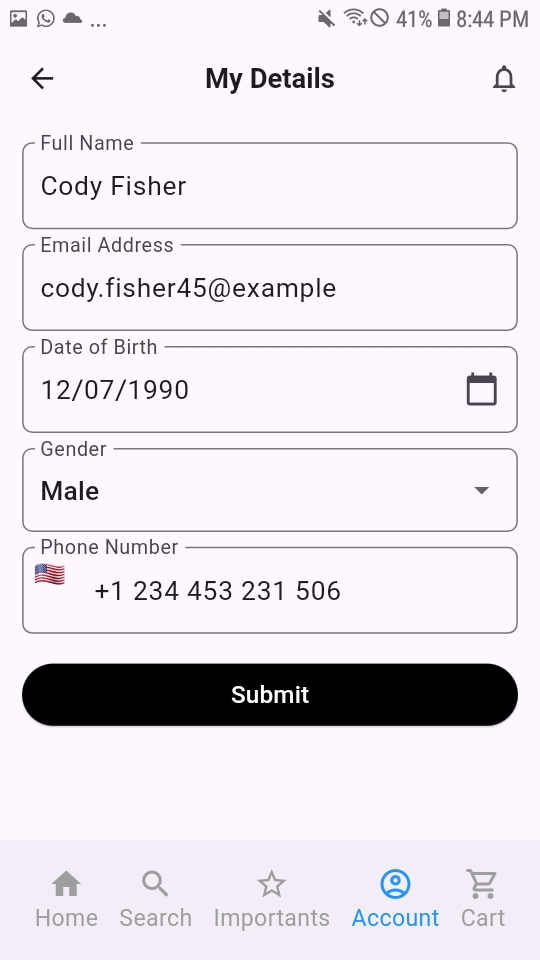 ... 41% 8:44 PM
My Details
Full Name
Cody Fisher
Email Address
cody.fisher45@example
Date of Birth
12/07/1990
Gender
Male
Phone Number
+1 234 453 231 506
Submit
Home Search Importants Account Cart